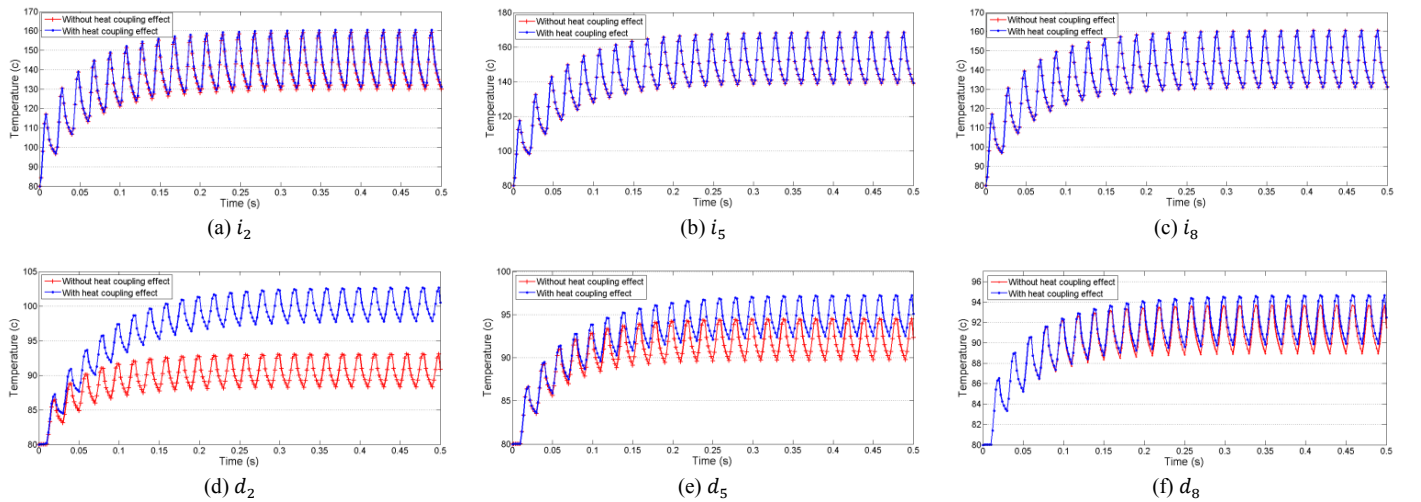 Without heat coupling effect
With heat coupling effect
Temperature (c)
170
160
150
140
130
120
110
100
90
80
0 0.05 0.1 0.15 0.2 0.25 0.3 0.35 0.4 0.45 0.5
Time (s)
(a) i₂
Without heat coupling effect
With heat coupling effect
Temperature (c)
180
160
140
120
100
80
0 0.05 0.1 0.15 0.2 0.25 0.3 0.35 0.4 0.45 0.5
Time (s)
(b) i₅
Without heat coupling effect
With heat coupling effect
Temperature (c)
170
160
150
140
130
120
110
100
90
80
0 0.05 0.1 0.15 0.2 0.25 0.3 0.35 0.4 0.45 0.5
Time (s)
(c) i₈
Without heat coupling effect
With heat coupling effect
Temperature (c)
105
100
95
90
85
80
0 0.05 0.1 0.15 0.2 0.25 0.3 0.35 0.4 0.45 0.5
Time (s)
(d) d₂
Without heat coupling effect
With heat coupling effect
Temperature (c)
100
95
90
85
80
0 0.05 0.1 0.15 0.2 0.25 0.3 0.35 0.4 0.45 0.5
Time (s)
(e) d₅
Without heat coupling effect
With heat coupling effect
Temperature (c)
96
94
92
90
88
86
84
82
80
0 0.05 0.1 0.15 0.2 0.25 0.3 0.35 0.4 0.45 0.5
Time (s)
(f) d₈